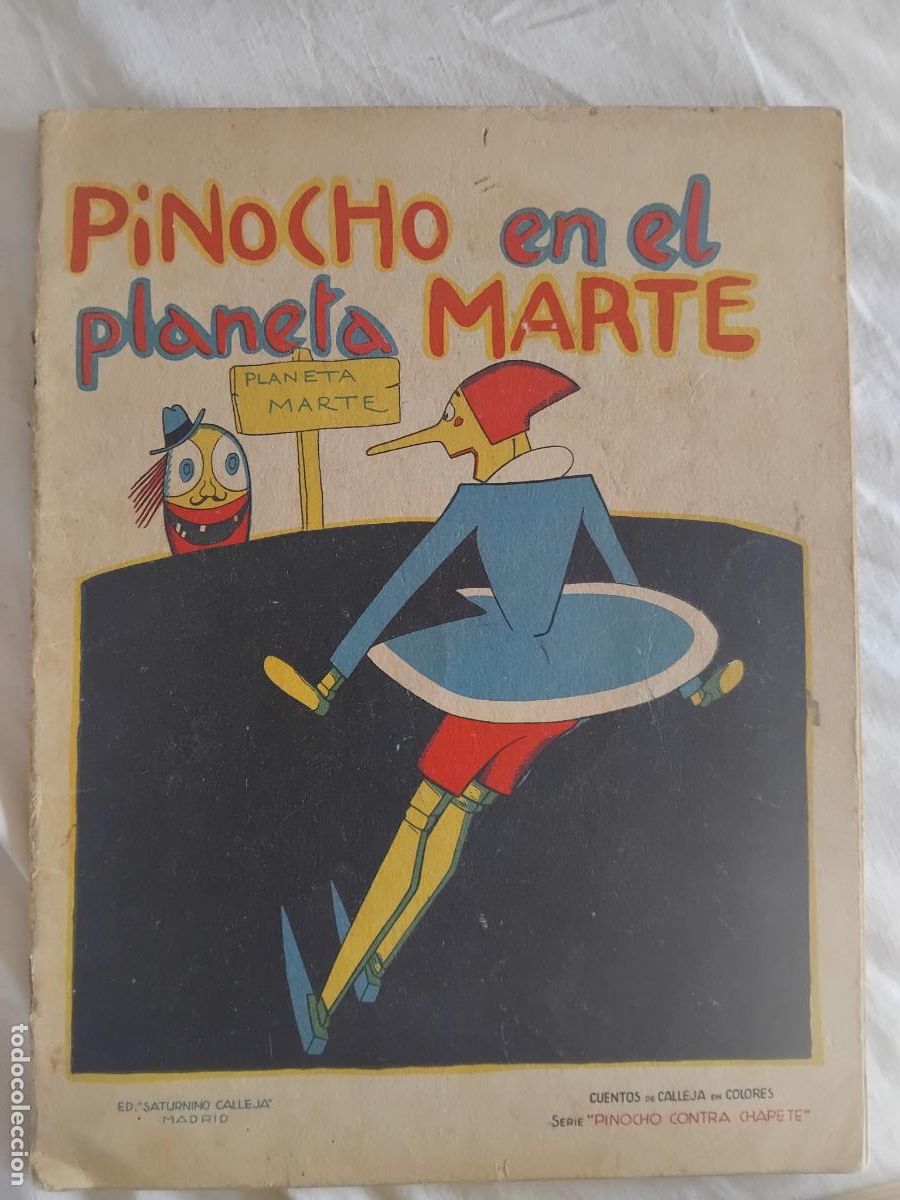 PiNOCHO en el
planeta MARTE
PLANETA
MARTE
ED. "SATURNINO CALLEJA"
MADRID
CUENTOS DE CALLEJA EN COLORES
SERIE "PINOCHO CONTRA CHAPETE"
todocoleccion